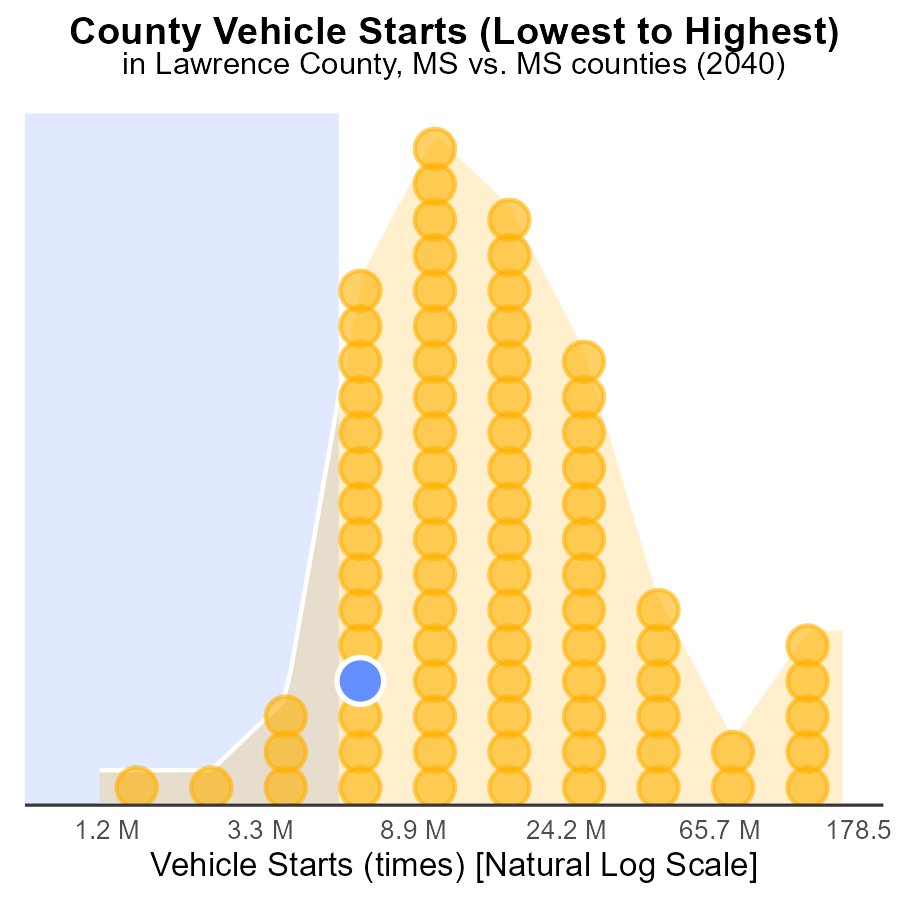 County Vehicle Starts (Lowest to Highest)
in Lawrence County, MS vs. MS counties (2040)
1.2 M 3.3 M 8.9 M 24.2 M 65.7 M 178.5
Vehicle Starts (times) [Natural Log Scale]